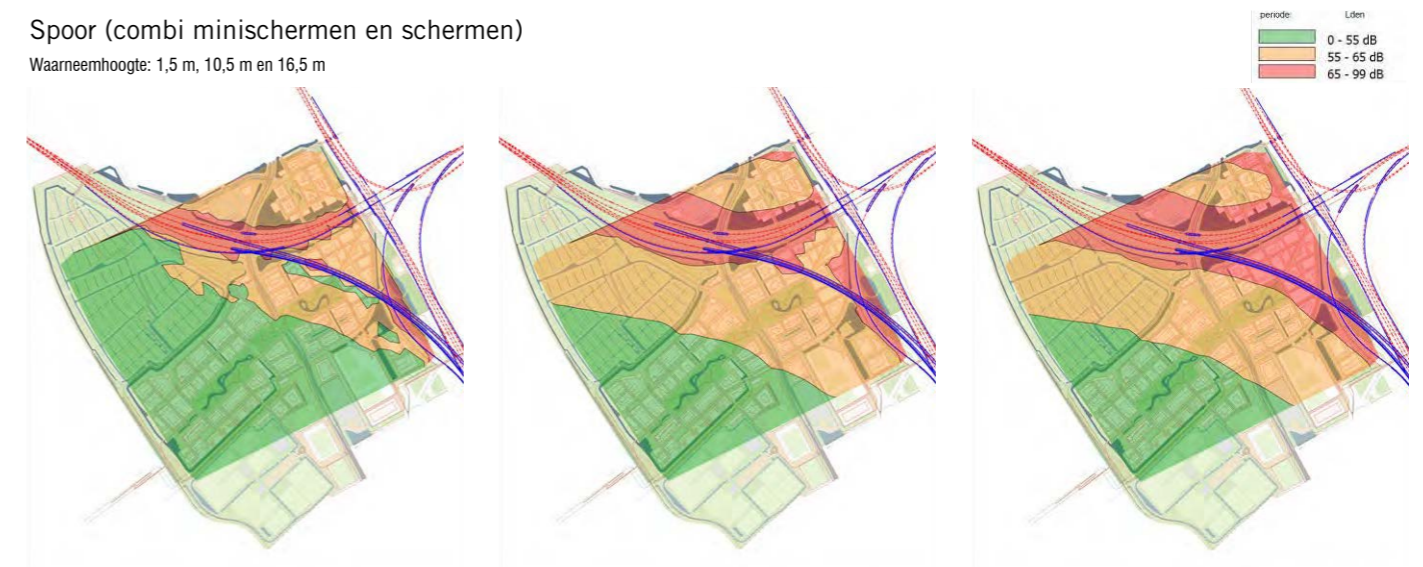 Spoor (combi minischermen en schermen)
Waarneemhoogte: 1,5 m, 10,5 m en 16,5 m
periode: Lden
0 - 55 dB
55 - 65 dB
65 - 99 dB